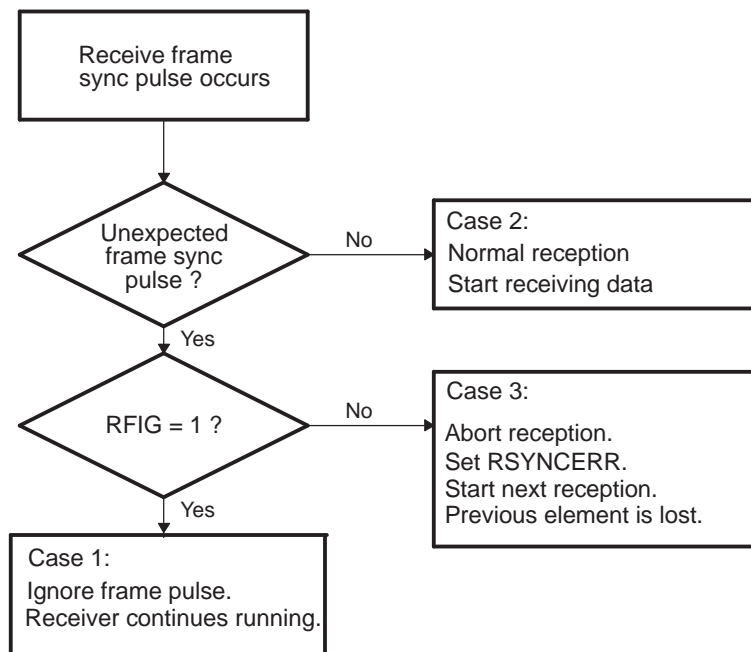 Receive frame
sync pulse occurs
Unexpected
frame sync
pulse ?
No
Case 2:
Normal reception
Start receiving data
Yes
RFIG = 1 ?
No
Case 3:
Abort reception.
Set RSYNCERR.
Start next reception.
Previous element is lost.
Yes
Case 1:
Ignore frame pulse.
Receiver continues running.